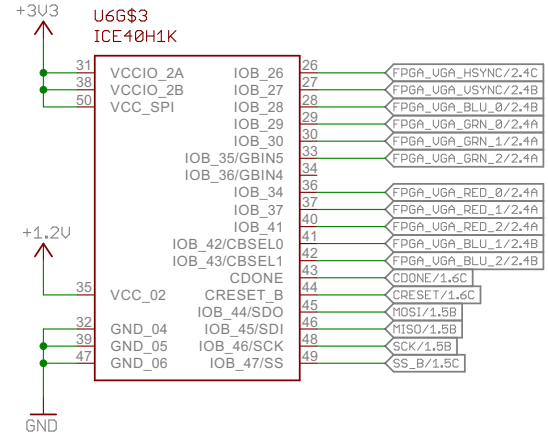 +3V3
U6G$3
ICE40H1K
31 VCCIO_2A IOB_26 26 FPGA_VGA_HSYNC/2.4C
38 VCCIO_2B IOB_27 27 FPGA_VGA_VSYNC/2.4B
50 VCC_SPI IOB_28 28 FPGA_VGA_BLU_0/2.4B
IOB_29 29 FPGA_VGA_GRN_0/2.4A
IOB_30 30 FPGA_VGA_GRN_1/2.4A
IOB_35/GBIN5 33 FPGA_VGA_GRN_2/2.4A
IOB_36/GBIN4 34
IOB_34 36 FPGA_VGA_RED_0/2.4A
IOB_37 37 FPGA_VGA_RED_1/2.4A
IOB_41 40 FPGA_VGA_RED_2/2.4A
+1.2V
IOB_42/CBSEL0 41 FPGA_VGA_BLU_1/2.4B
IOB_43/CBSEL1 42 FPGA_VGA_BLU_2/2.4B
CDONE 43 CDONE/1.6C
35 VCC_02 CRESET_B 44 CRESET/1.6C
IOB_44/SDO 45 MOSI/1.5B
32 GND_04 IOB_45/SDI 46 MISO/1.5B
39 GND_05 IOB_46/SCK 48 SCK/1.5B
47 GND_06 IOB_47/SS 49 SS_B/1.5C
GND